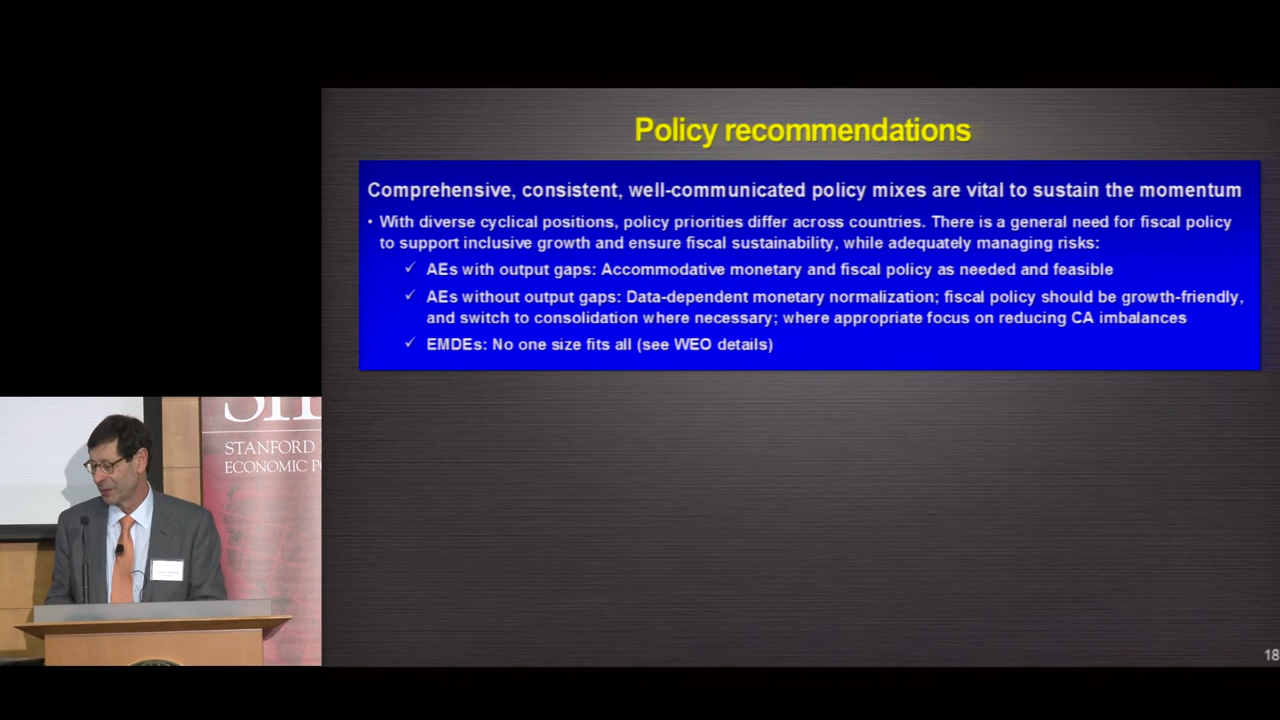 Policy recommendations
Comprehensive, consistent, well-communicated policy mixes are vital to sustain the momentum
• With diverse cyclical positions, policy priorities differ across countries. There is a general need for fiscal policy
to support inclusive growth and ensure fiscal sustainability, while adequately managing risks:
✓ AEs with output gaps: Accommodative monetary and fiscal policy as needed and feasible
✓ AEs without output gaps: Data-dependent monetary normalization; fiscal policy should be growth-friendly,
and switch to consolidation where necessary; where appropriate focus on reducing CA imbalances
✓ EMDEs: No one size fits all (see WEO details)
STANFORD
ECONOMIC
18